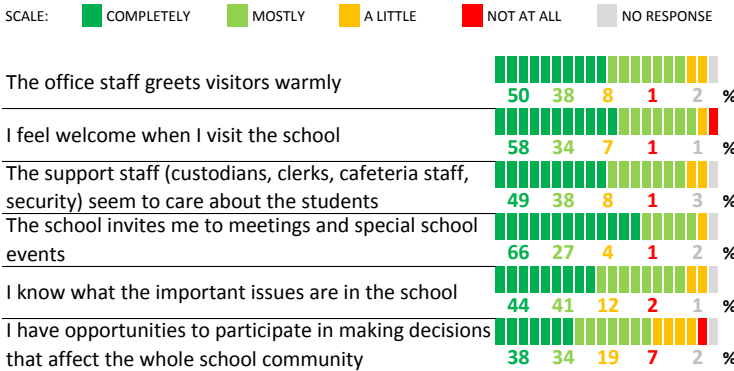 SCALE: COMPLETELY MOSTLY A LITTLE NOT AT ALL NO RESPONSE
The office staff greets visitors warmly
50 38 8 1 2 %
I feel welcome when I visit the school
58 34 7 1 1 %
The support staff (custodians, clerks, cafeteria staff,
security) seem to care about the students
49 38 8 1 3 %
The school invites me to meetings and special school
events
66 27 4 1 2 %
I know what the important issues are in the school
44 41 12 2 1 %
I have opportunities to participate in making decisions
that affect the whole school community
38 34 19 7 2 %